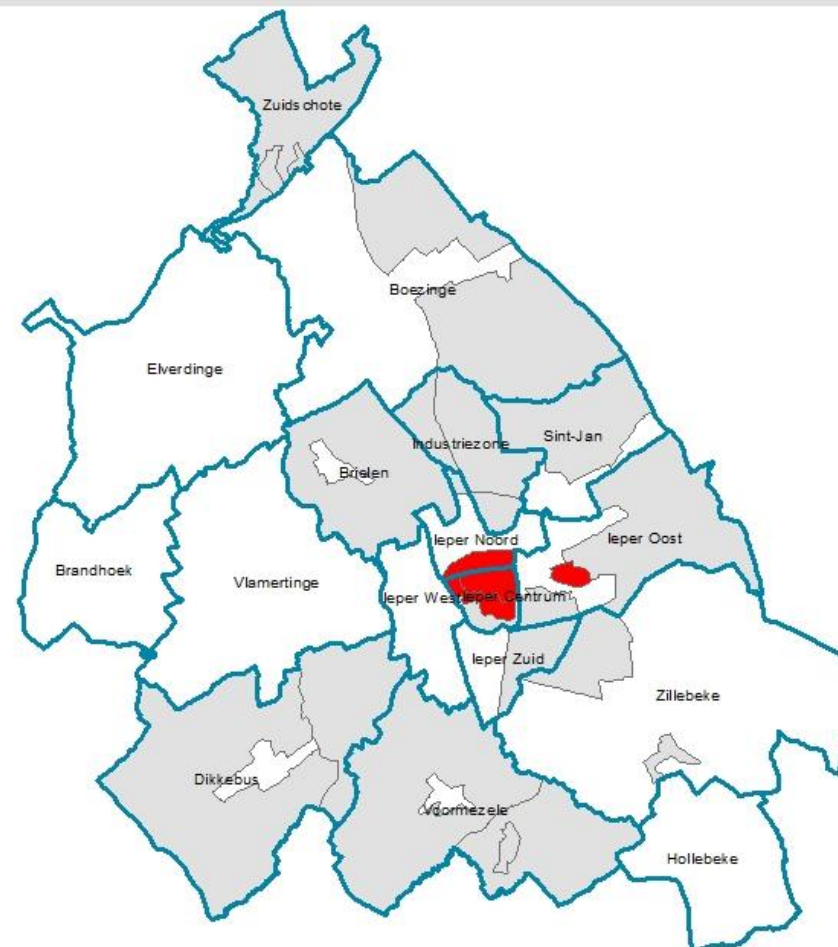 Zuidschote
Boezinge
Elverdinge
Industriezone
Sint-Jan
Brielen
Ieper Noord
Ieper Oost
Brandhoek
Vlamertinge
Ieper West
Ieper Centrum
Ieper Zuid
Zillebeke
Dikkebus
Voormezele
Hollebeke